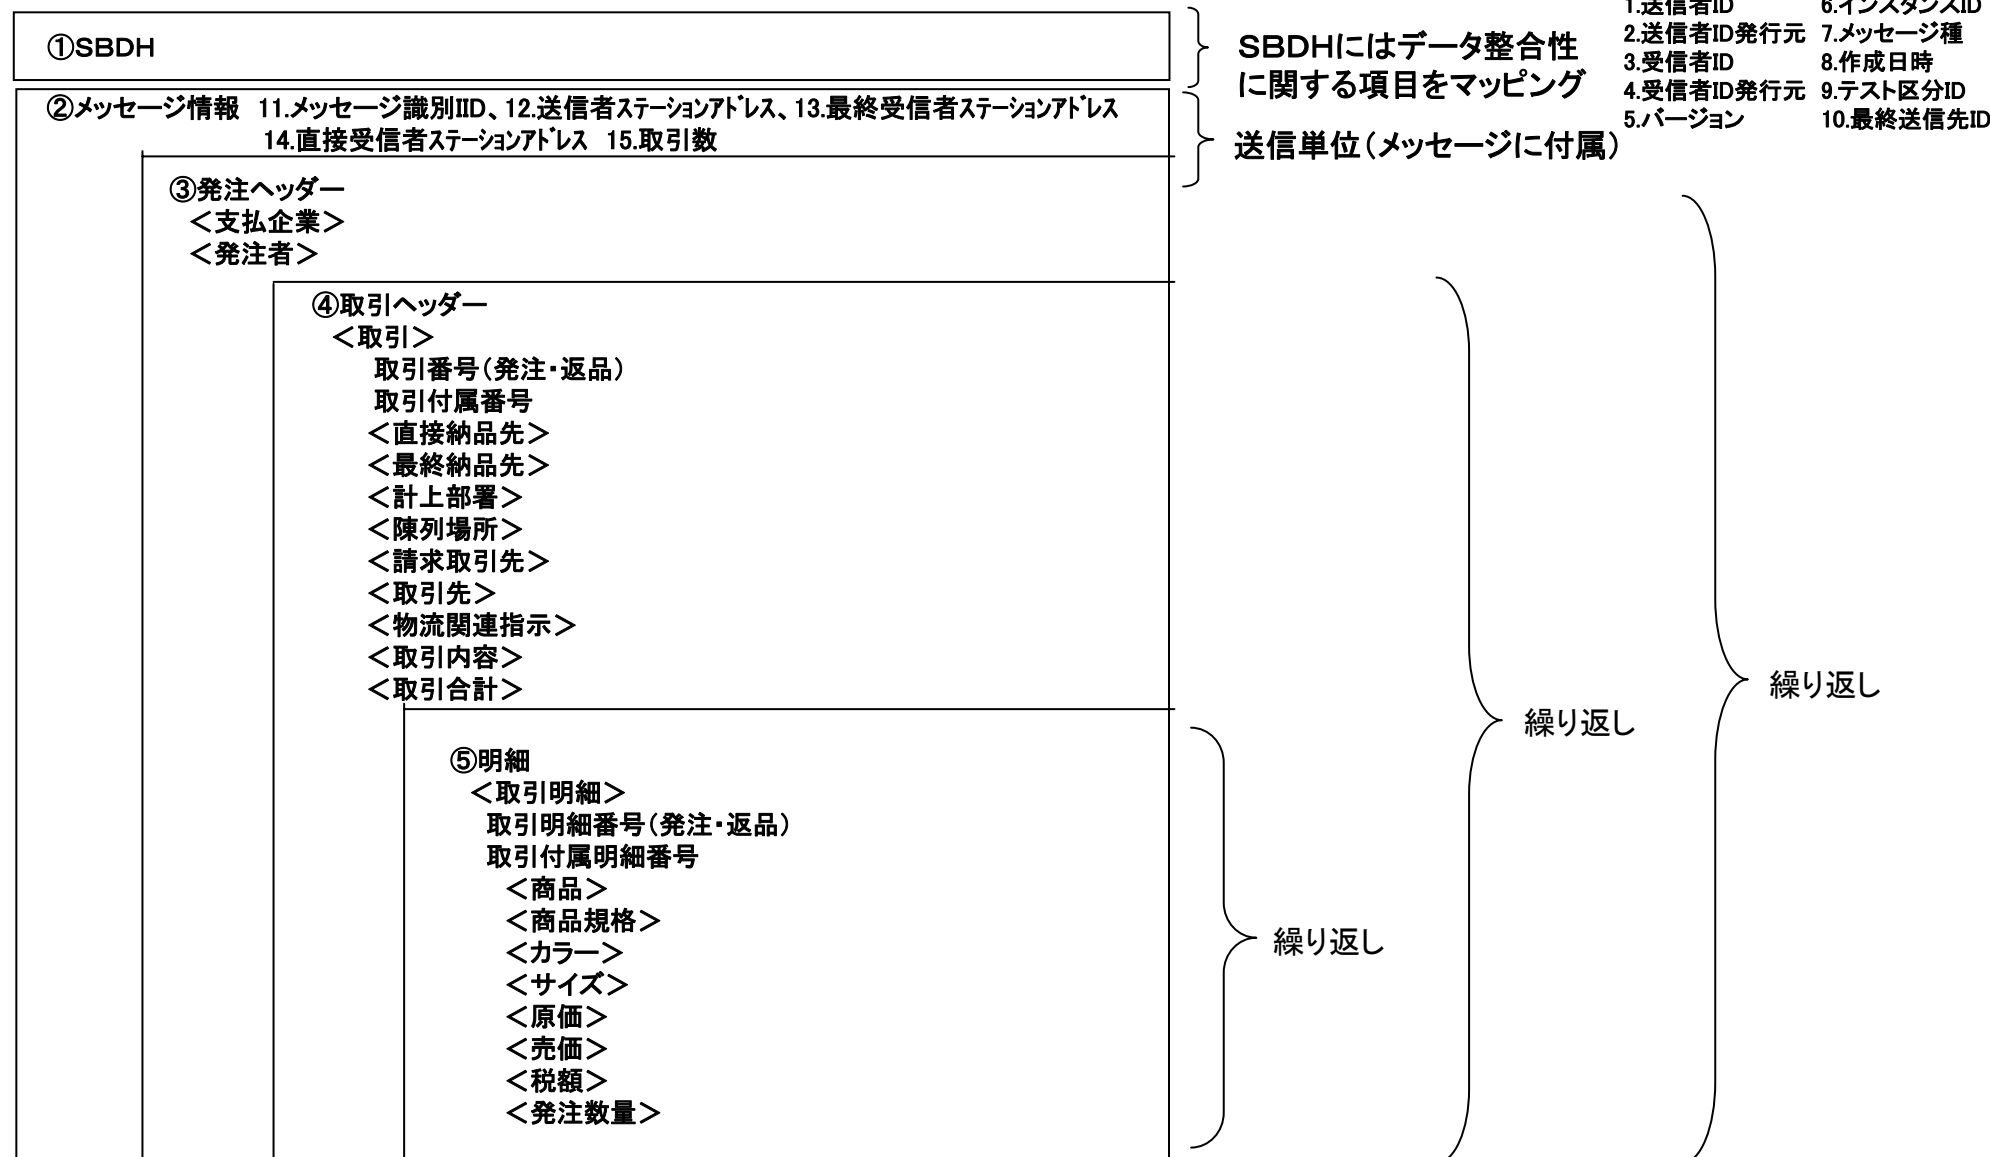 ①SBDH
SBDHにはデータ整合性
に関する項目をマッピング
1.送信者ID 6.インスタンスID
2.送信者ID発行元 7.メッセージ種
3.受信者ID 8.作成日時
4.受信者ID発行元 9.テスト区分ID
5.バージョン 10.最終送信先ID
②メッセージ情報 11.メッセージ識別IID、12.送信者ステーションアドレス、13.最終受信者ステーションアドレス
14.直接受信者ステーションアドレス 15.取引数
送信単位（メッセージに付属）
③発注ヘッダー
＜支払企業＞
＜発注者＞
④取引ヘッダー
＜取引＞
取引番号（発注・返品）
取引付属番号
＜直接納品先＞
＜最終納品先＞
＜計上部署＞
＜陳列場所＞
＜請求取引先＞
＜取引先＞
＜物流関連指示＞
＜取引内容＞
＜取引合計＞
繰り返し
繰り返し
⑤明細
＜取引明細＞
取引明細番号（発注・返品）
取引付属明細番号
＜商品＞
＜商品規格＞
＜カラー＞
＜サイズ＞
＜原価＞
＜売価＞
＜税額＞
＜発注数量＞
繰り返し